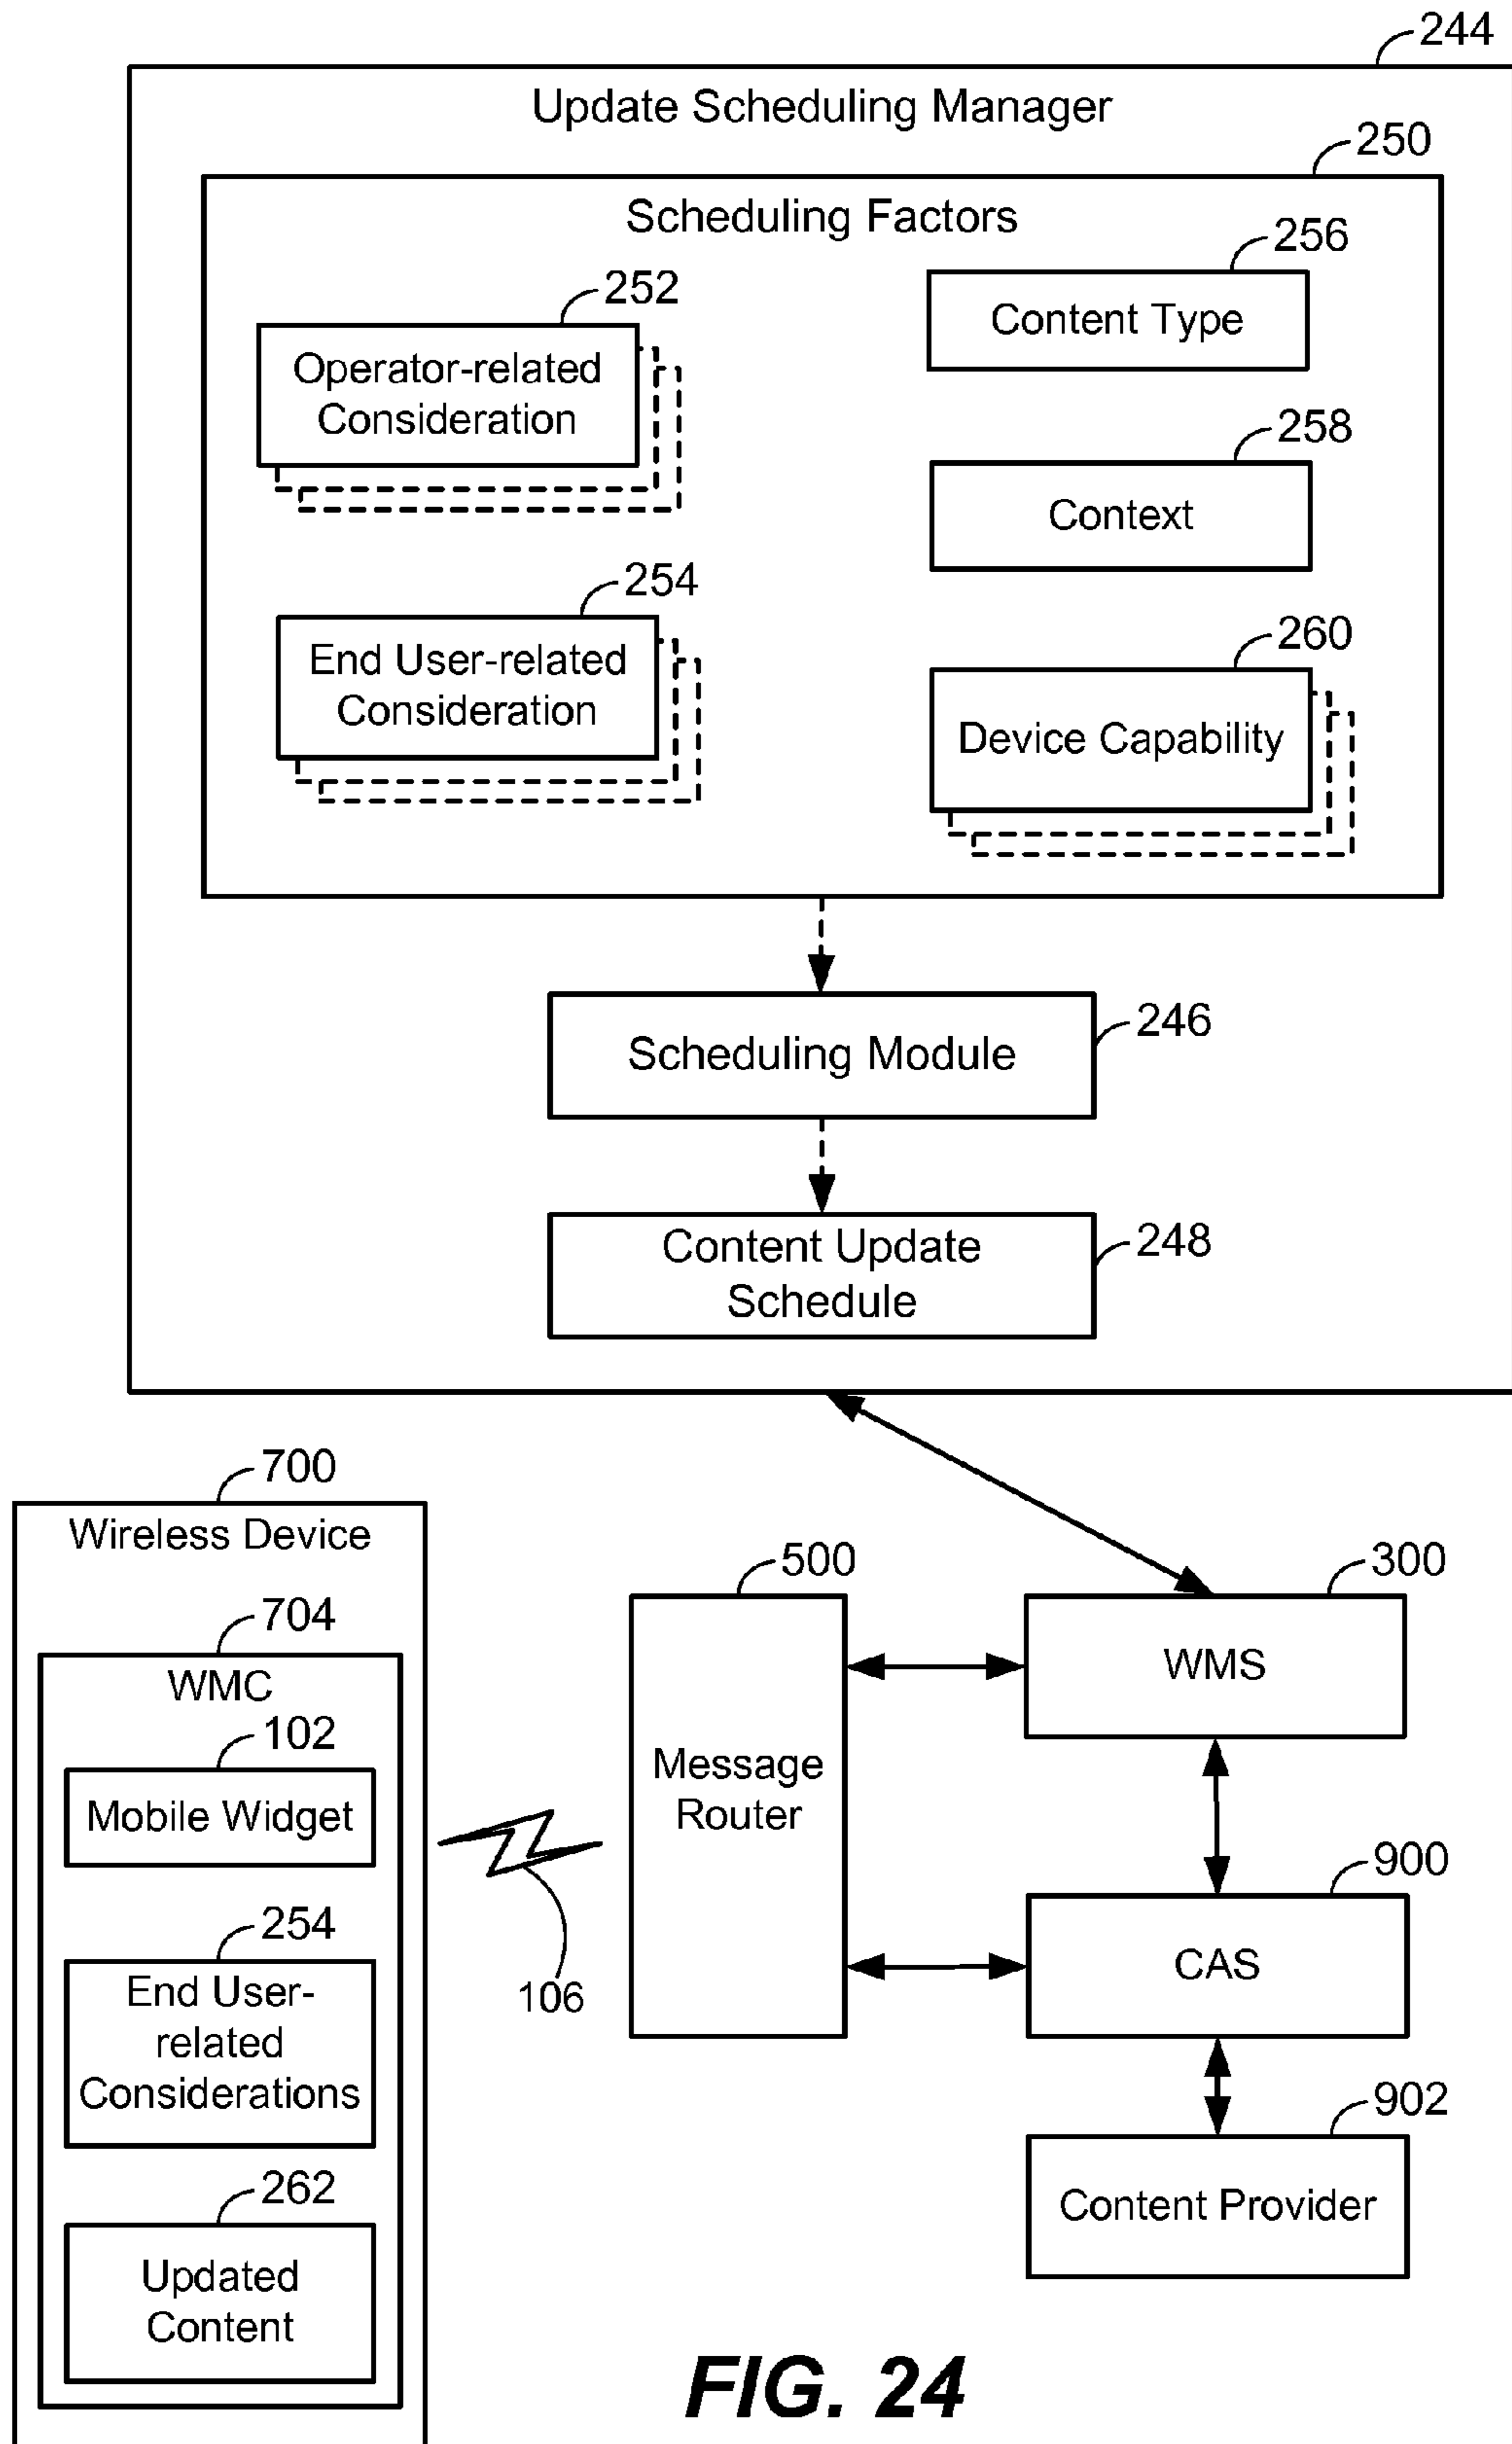 244
Update Scheduling Manager
250
Scheduling Factors
256
252
Content Type
Operator-related
Consideration
258
Context
254
End User-related
Consideration
260
Device Capability
246
Scheduling Module
248
Content Update
Schedule
700
Wireless Device
704
WMC
102
Mobile Widget
254
End User-
related
Considerations
262
Updated
Content
106
500
Message
Router
300
WMS
900
CAS
902
Content Provider
FIG. 24